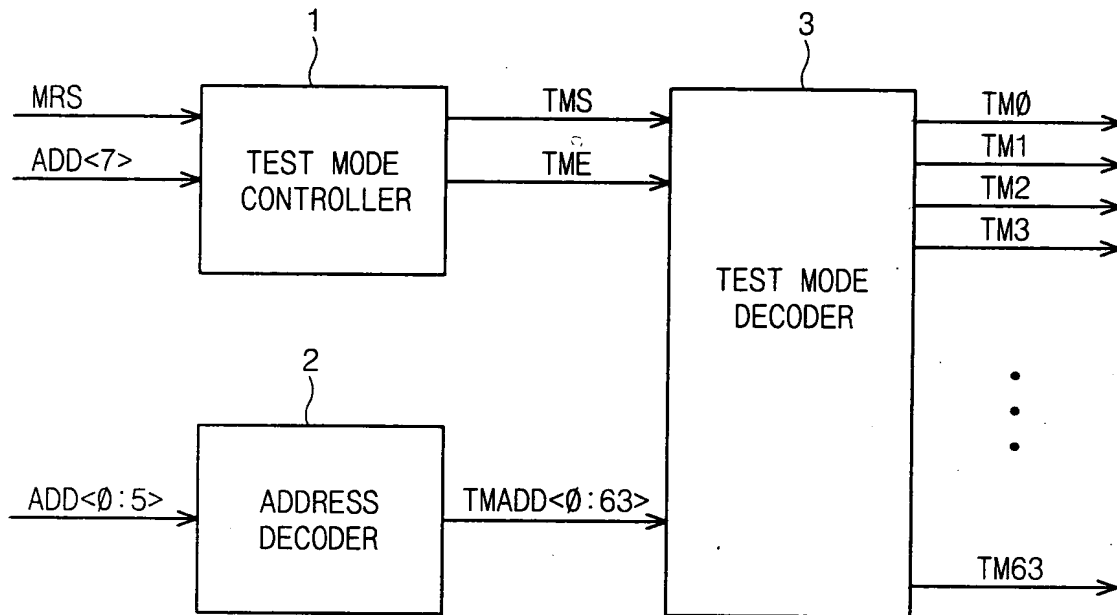 1
MRS
ADD<7>
TEST MODE
CONTROLLER
TMS
TME
3
TEST MODE
DECODER
TMØ
TM1
TM2
TM3
TM63
2
ADD<Ø:5>
ADDRESS
DECODER
TMADD<Ø:63>